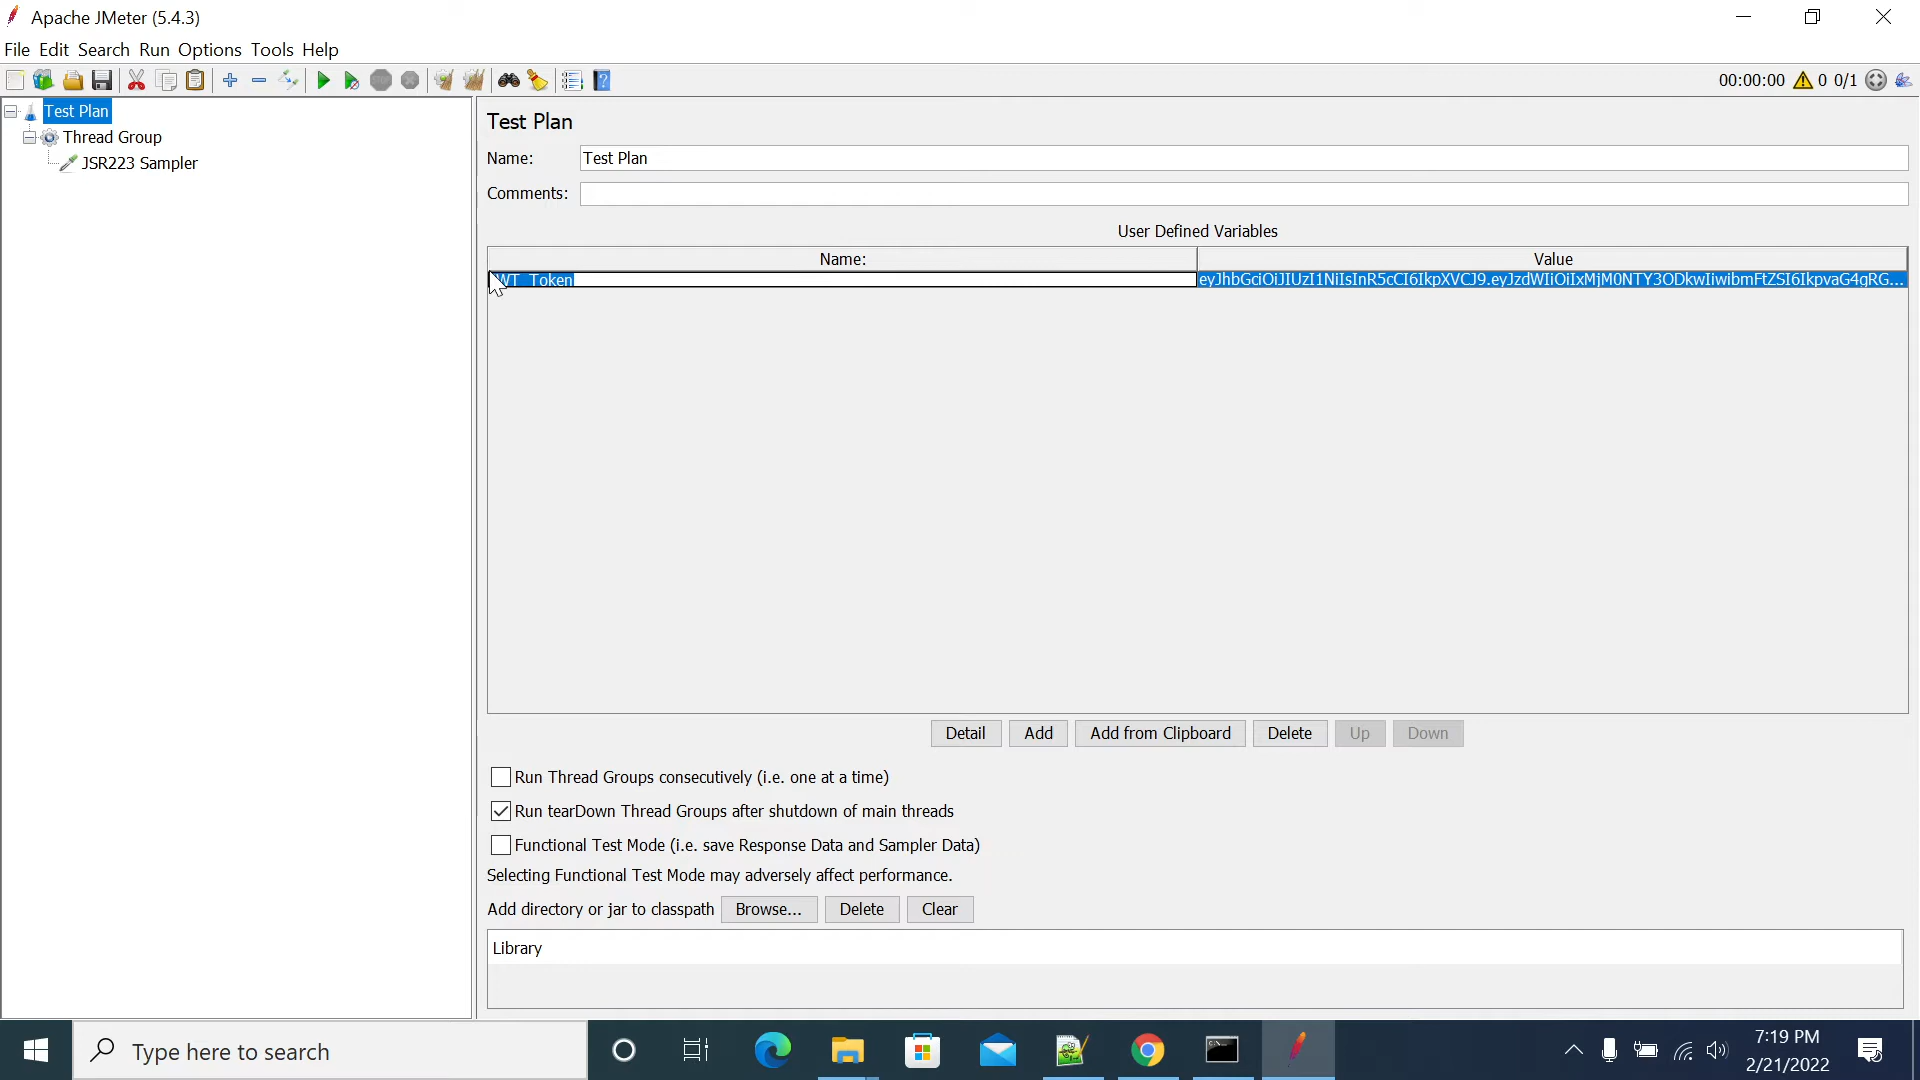 Apache JMeter (5.4.3)
File Edit Search Run Options Tools Help
00:00:00 0 0/1
Test Plan
Thread Group
JSR223 Sampler
Test Plan
Name: Test Plan
Comments:
User Defined Variables
Name: Value
WT_Token eyJhbGciOiJIUzI1NiIsInR5cCI6IkpXVCJ9.eyJzdWIiOiIxMjM0NTY3ODkwIiwibmFtZSI6IkpvaG4gRG...
Detail Add Add from Clipboard Delete Up Down
Run Thread Groups consecutively (i.e. one at a time)
Run tearDown Thread Groups after shutdown of main threads
Functional Test Mode (i.e. save Response Data and Sampler Data)
Selecting Functional Test Mode may adversely affect performance.
Add directory or jar to classpath Browse... Delete Clear
Library
Type here to search
7:19 PM
2/21/2022